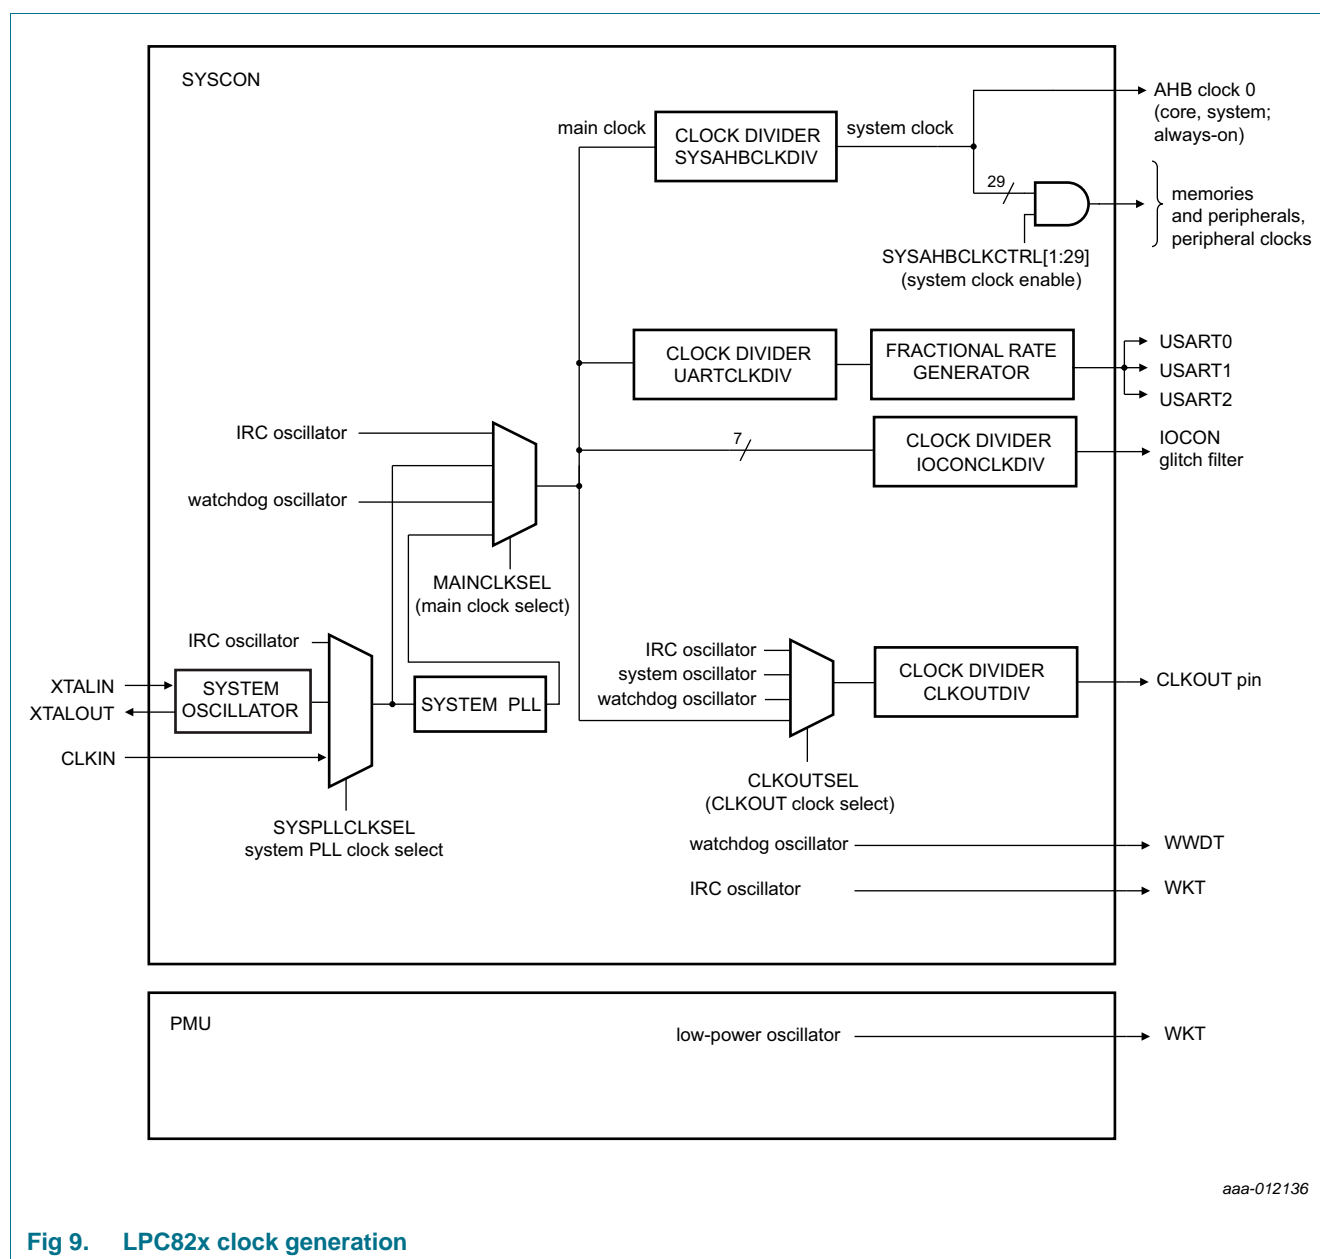 SYSCON
AHB clock 0
(core, system;
always-on)
main clock
CLOCK DIVIDER
SYSAHBCLKDIV
system clock
29
memories
and peripherals,
peripheral clocks
SYSAHBCLKCTRL[1:29]
(system clock enable)
CLOCK DIVIDER
UARTCLKDIV
FRACTIONAL RATE
GENERATOR
USART0
USART1
USART2
IRC oscillator
7
CLOCK DIVIDER
IOCONCLKDIV
IOCON
glitch filter
watchdog oscillator
MAINCLKSEL
(main clock select)
IRC oscillator
XTALIN
XTALOUT
SYSTEM
OSCILLATOR
SYSTEM PLL
CLKIN
SYSPLLCLKSEL
system PLL clock select
IRC oscillator
system oscillator
watchdog oscillator
CLOCK DIVIDER
CLKOUTDIV
CLKOUT pin
CLKOUTSEL
(CLKOUT clock select)
watchdog oscillator
WWDT
IRC oscillator
WKT
PMU
low-power oscillator
WKT
aaa-012136
Fig 9. LPC82x clock generation